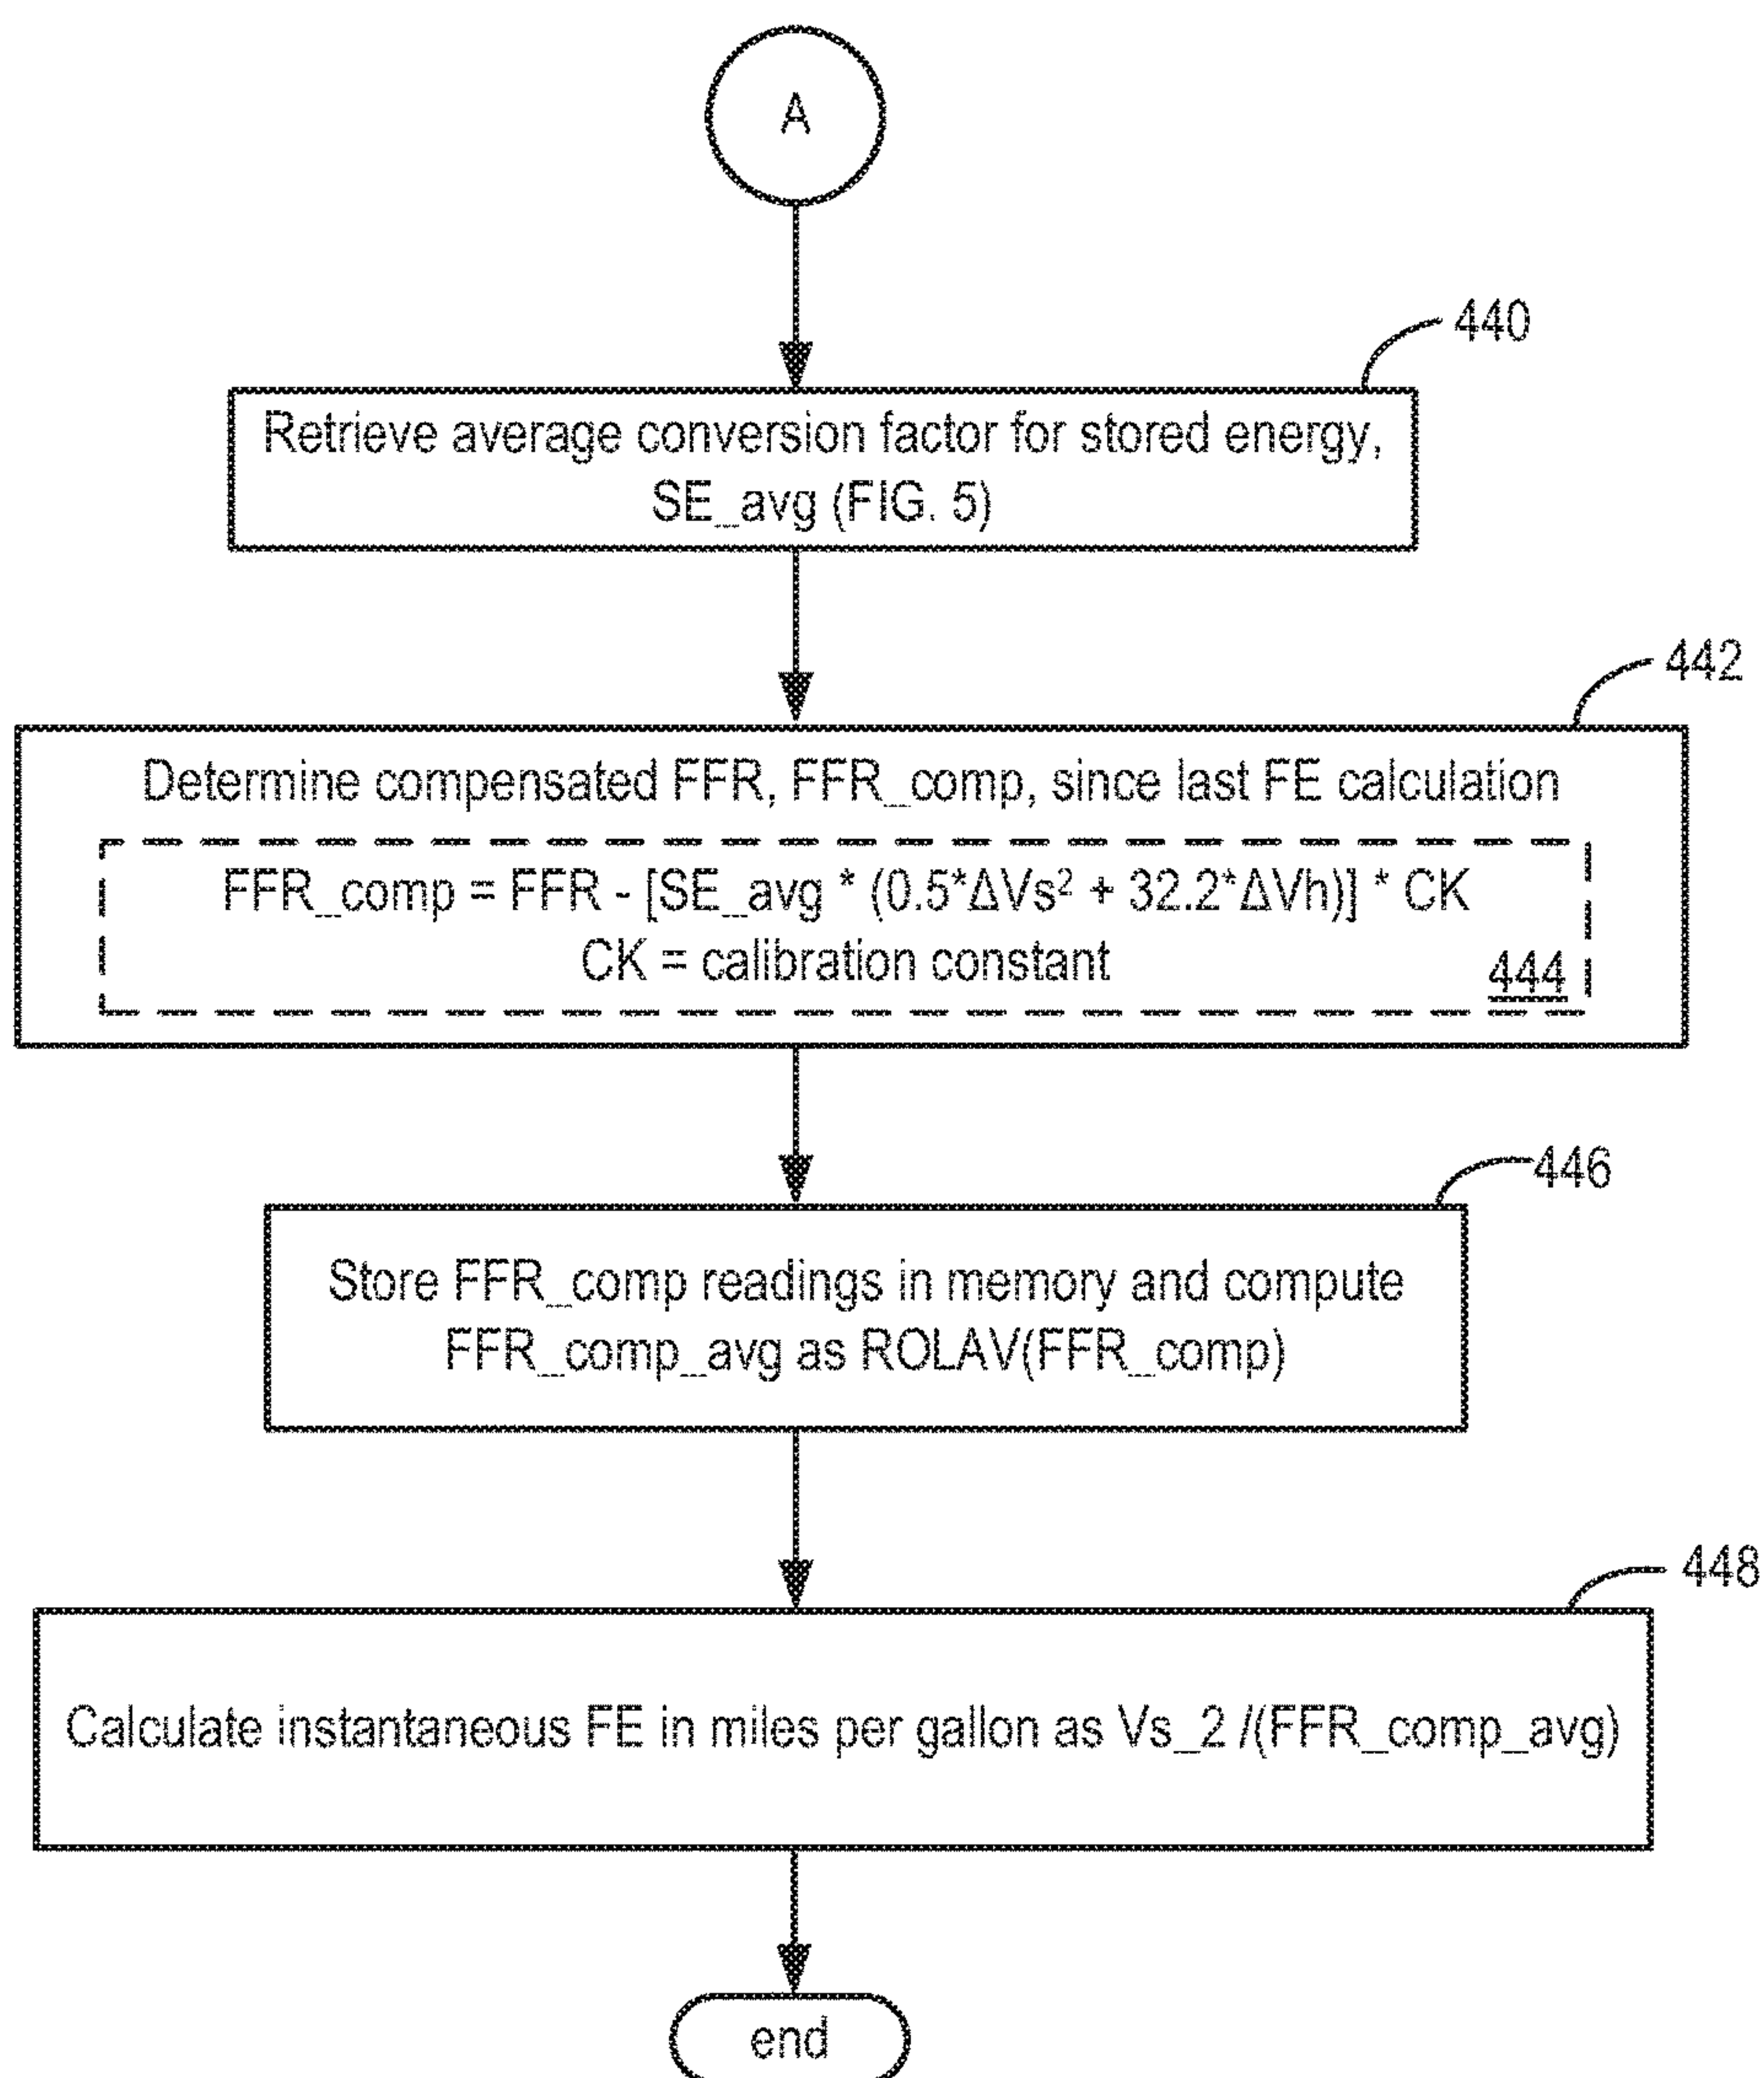 A
440
Retrieve average conversion factor for stored energy,
SE_avg (FIG. 5)
442
Determine compensated FFR, FFR_comp, since last FE calculation
FFR_comp = FFR - [SE_avg * (0.5*ΔVs² + 32.2*ΔVh)] * CK
CK = calibration constant
444
446
Store FFR_comp readings in memory and compute
FFR_comp_avg as ROLAV(FFR_comp)
448
Calculate instantaneous FE in miles per gallon as Vs_2 /(FFR_comp_avg)
end